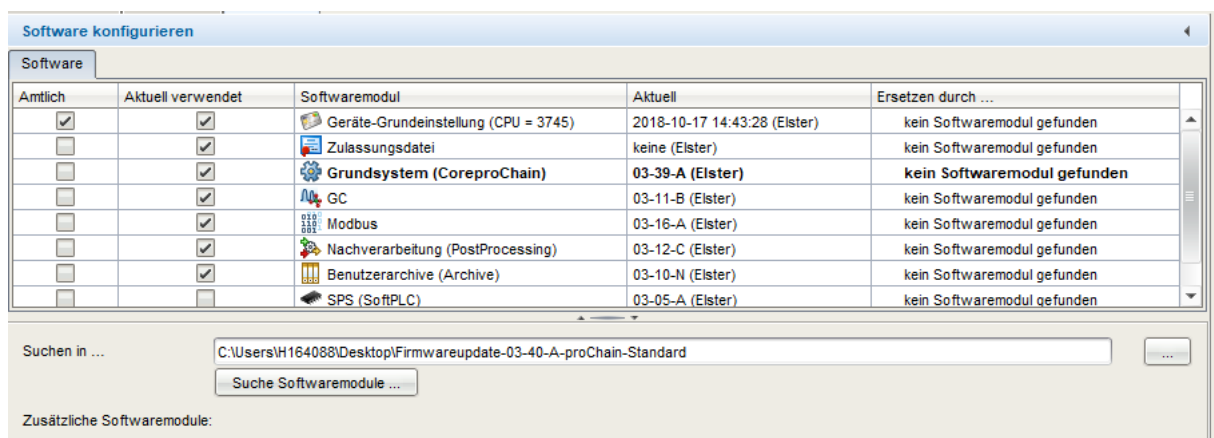 Software konfigurieren
Software
Amtlich Aktuell verwendet Softwaremodul Aktuell Ersetzen durch ...
Geräte-Grundeinstellung (CPU = 3745) 2018-10-17 14:43:28 (Elster) kein Softwaremodul gefunden
Zulassungsdatei keine (Elster) kein Softwaremodul gefunden
Grundsystem (CoreproChain) 03-39-A (Elster) kein Softwaremodul gefunden
GC 03-11-B (Elster) kein Softwaremodul gefunden
Modbus 03-16-A (Elster) kein Softwaremodul gefunden
Nachverarbeitung (PostProcessing) 03-12-C (Elster) kein Softwaremodul gefunden
Benutzerarchive (Archive) 03-10-N (Elster) kein Softwaremodul gefunden
SPS (SoftPLC) 03-05-A (Elster) kein Softwaremodul gefunden
Suchen in ... C:\Users\H164088\Desktop\Firmwareupdate-03-40-A-proChain-Standard ...
Suche Softwaremodule ...
Zusätzliche Softwaremodule: